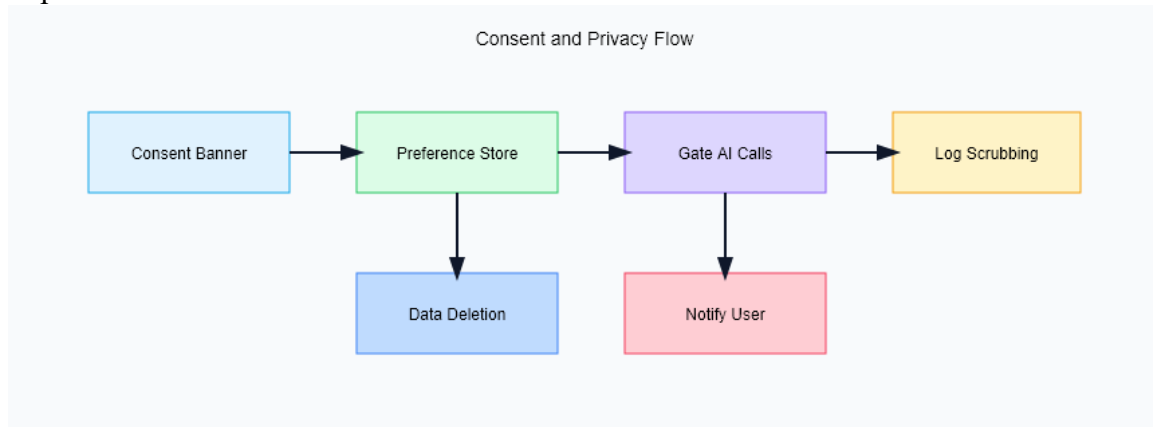 Consent and Privacy Flow
Consent Banner
Preference Store
Gate AI Calls
Log Scrubbing
Data Deletion
Notify User